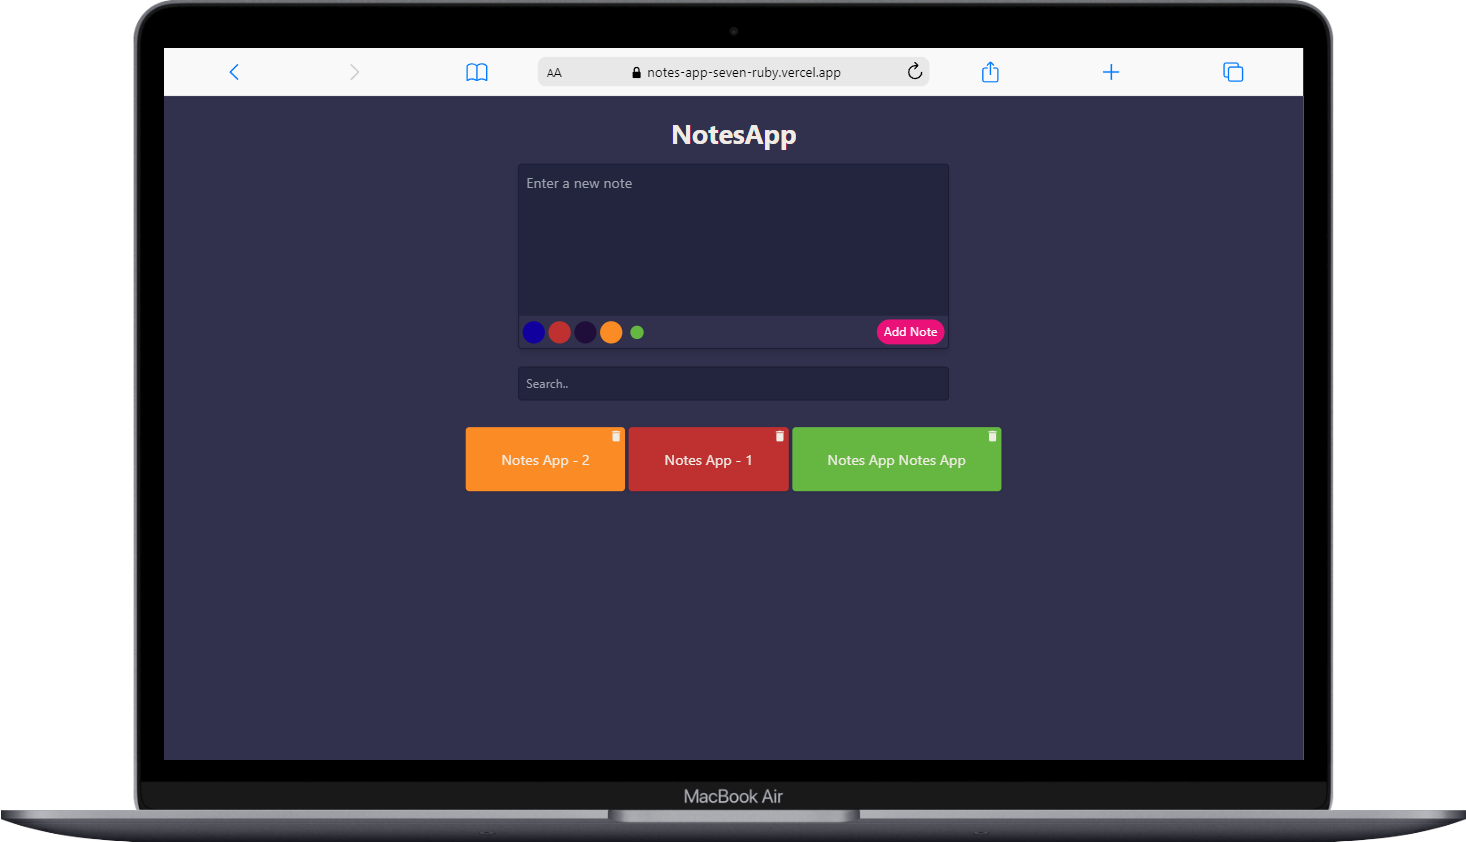 AA
notes-app-seven-ruby.vercel.app
NotesApp
Enter a new note
Add Note
Search..
Notes App - 2
Notes App - 1
Notes App Notes App
MacBook Air